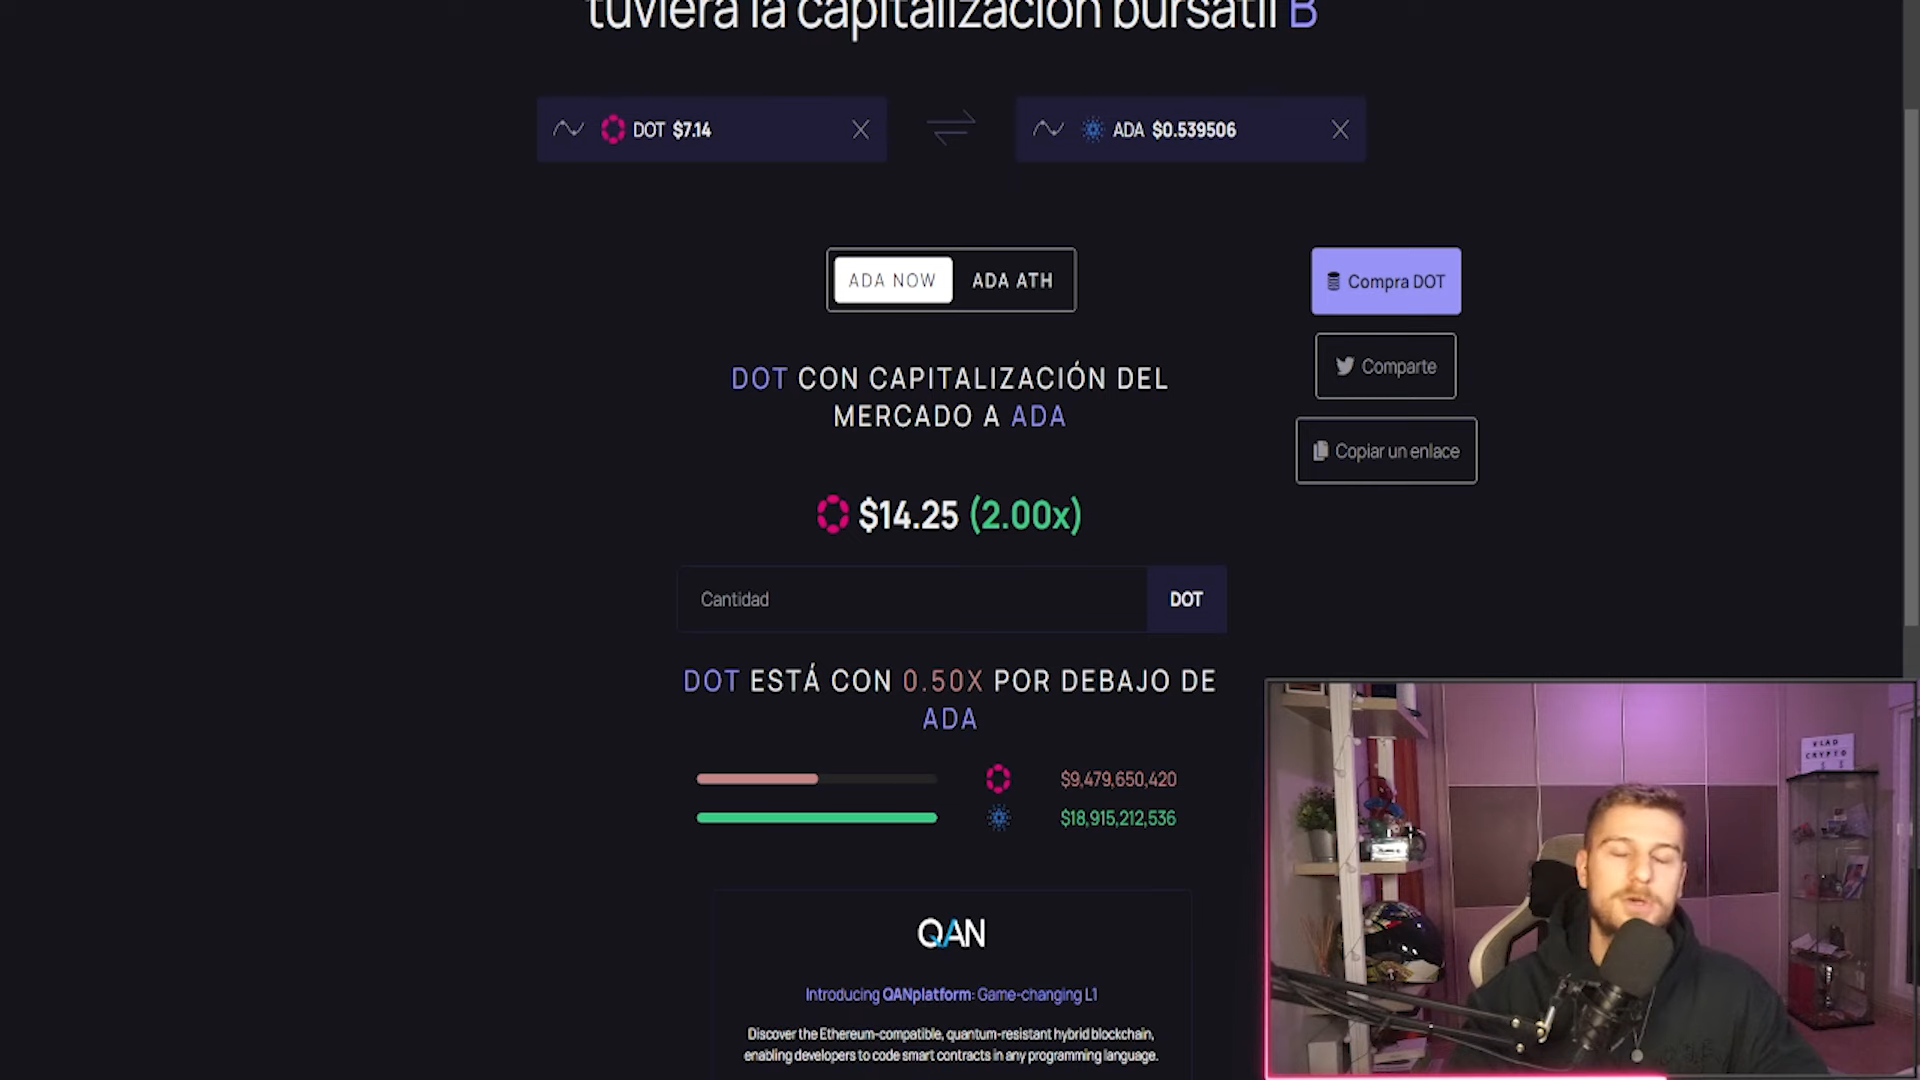 tuviera la capitalización bursátil B
DOT $7.14
ADA $0.539506
ADA NOW
ADA ATH
Compra DOT
Comparte
Copiar un enlace
DOT CON CAPITALIZACIÓN DEL
MERCADO A ADA
$14.25 (2.00x)
Cantidad
DOT
DOT ESTÁ CON 0.50X POR DEBAJO DE
ADA
$9,479,650,420
$18,915,212,536
QAN
Introducing QANplatform: Game-changing L1
Discover the Ethereum-compatible, quantum-resistant hybrid blockchain,
enabling developers to code smart contracts in any programming language.
VLAD
CRYPTO